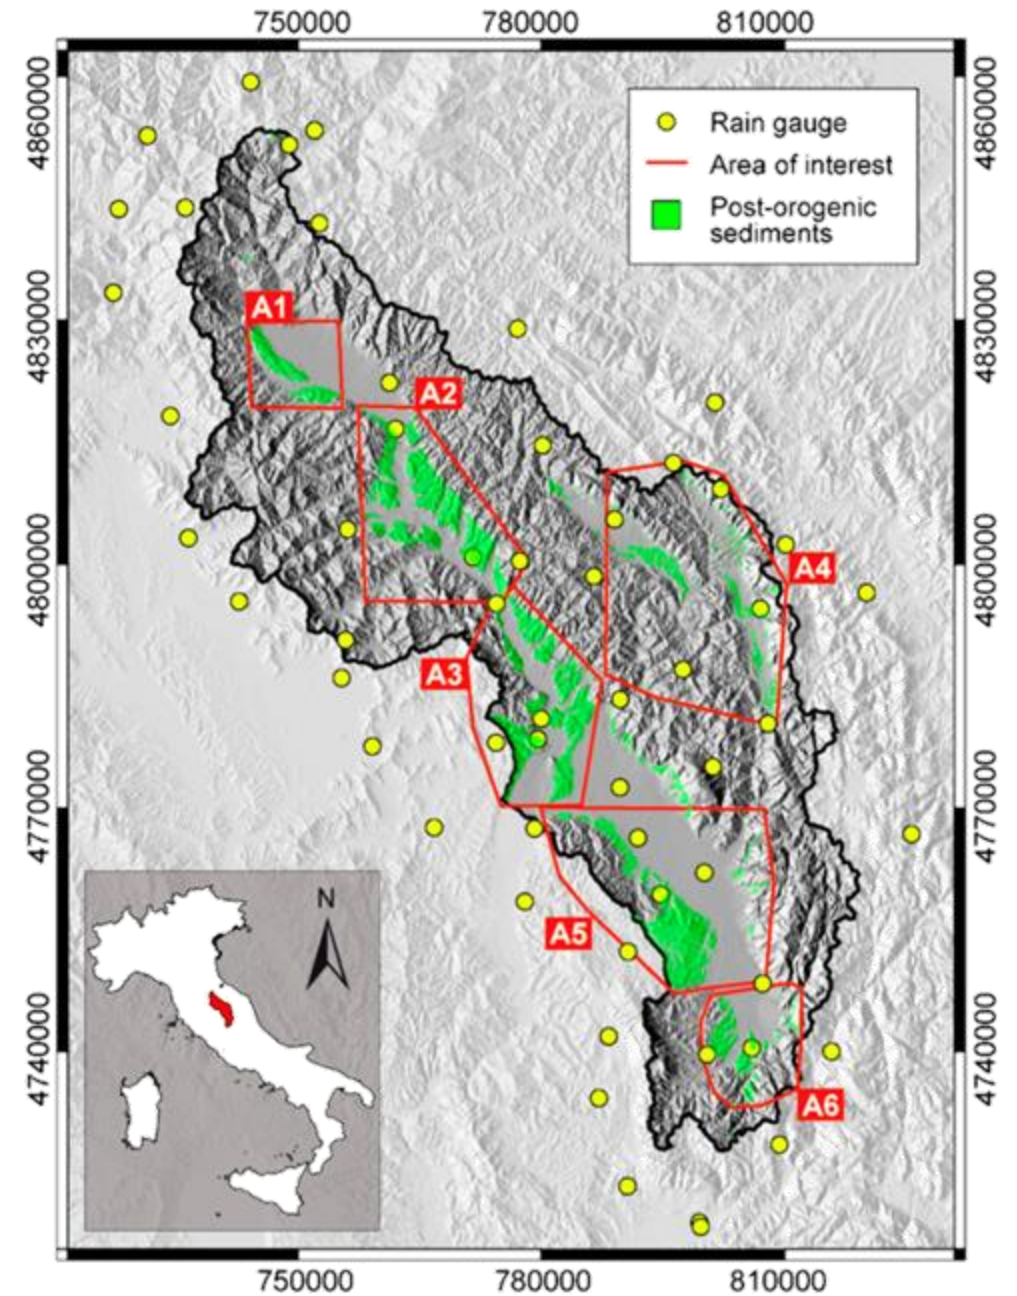 750000 780000 810000
4860000 4860000
Rain gauge
Area of interest
Post-orogenic
sediments
4830000 4830000
A1
A2
4800000 4800000
A4
A3
4770000 4770000
A5
N
4740000 4740000
A6
750000 780000 810000